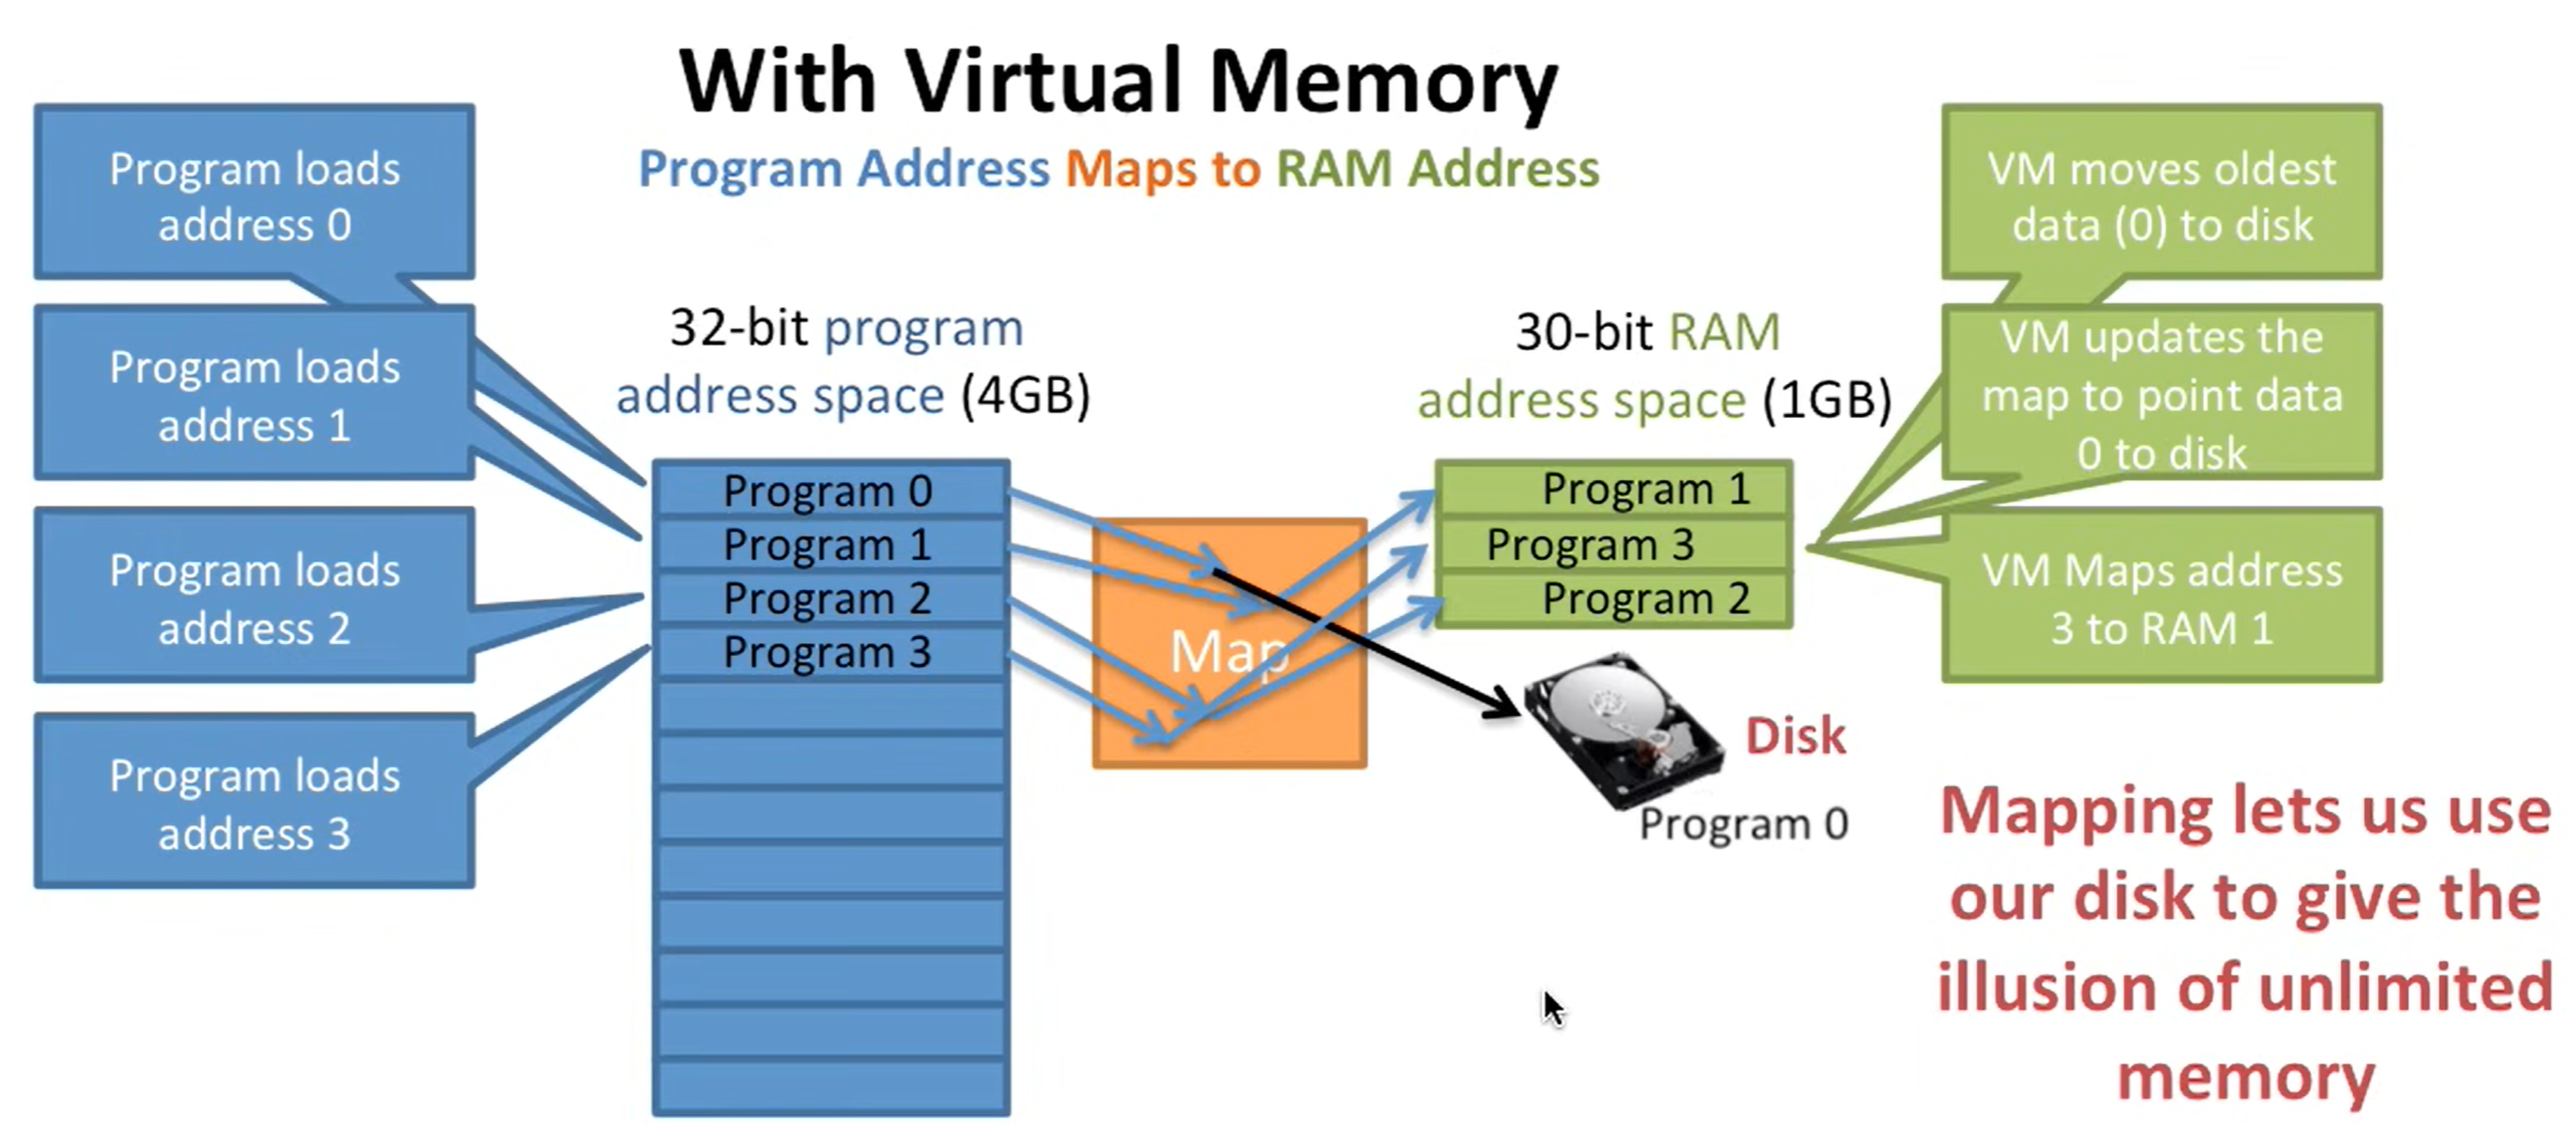 With Virtual Memory
Program Address Maps to RAM Address
Program loads
address 0
Program loads
address 1
Program loads
address 2
Program loads
address 3
32-bit program
address space (4GB)
Program 0
Program 1
Program 2
Program 3
Map
30-bit RAM
address space (1GB)
Program 1
Program 3
Program 2
Disk
Program 0
VM moves oldest
data (0) to disk
VM updates the
map to point data
0 to disk
VM Maps address
3 to RAM 1
Mapping lets us use
our disk to give the
illusion of unlimited
memory